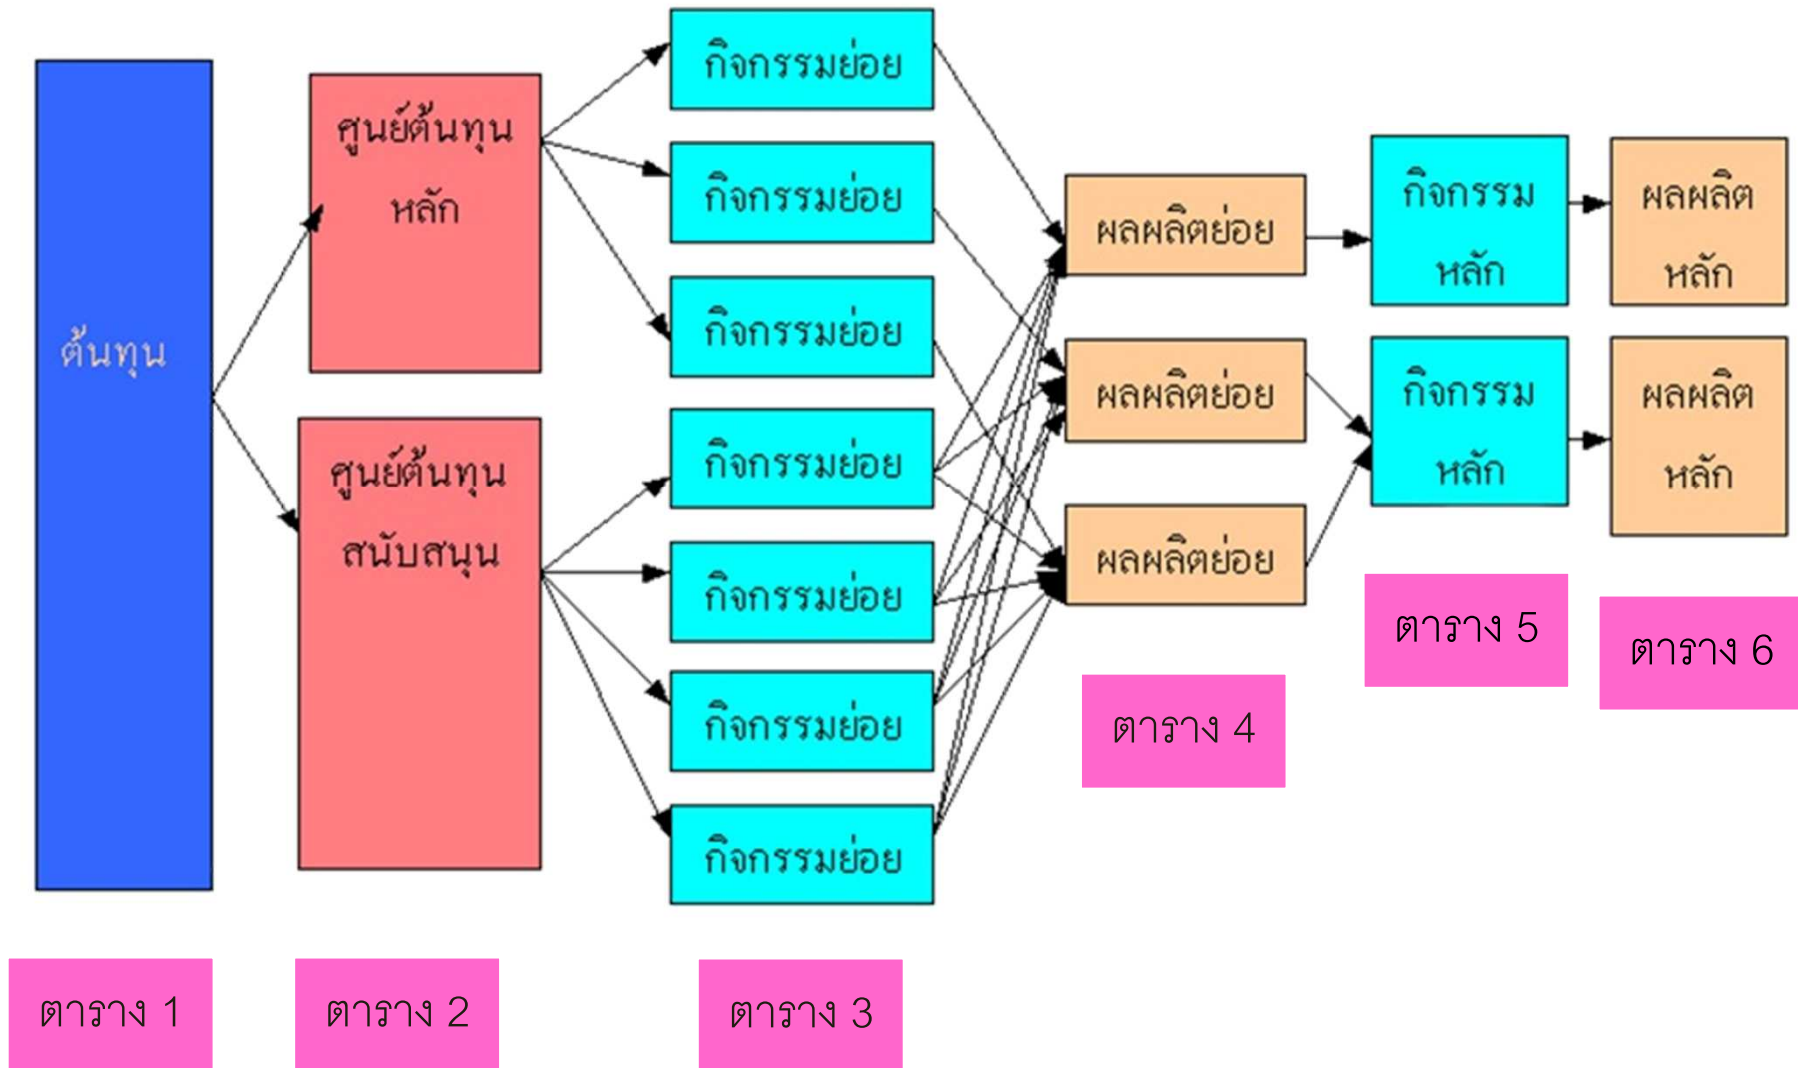 ต้นทุน
ศูนย์ต้นทุน
หลัก
ศูนย์ต้นทุน
สนับสนุน
กิจกรรมย่อย
กิจกรรมย่อย
กิจกรรมย่อย
กิจกรรมย่อย
กิจกรรมย่อย
กิจกรรมย่อย
กิจกรรมย่อย
ผลผลิตย่อย
ผลผลิตย่อย
ผลผลิตย่อย
กิจกรรม
หลัก
กิจกรรม
หลัก
ผลผลิต
หลัก
ผลผลิต
หลัก
ตาราง 1
ตาราง 2
ตาราง 3
ตาราง 4
ตาราง 5
ตาราง 6